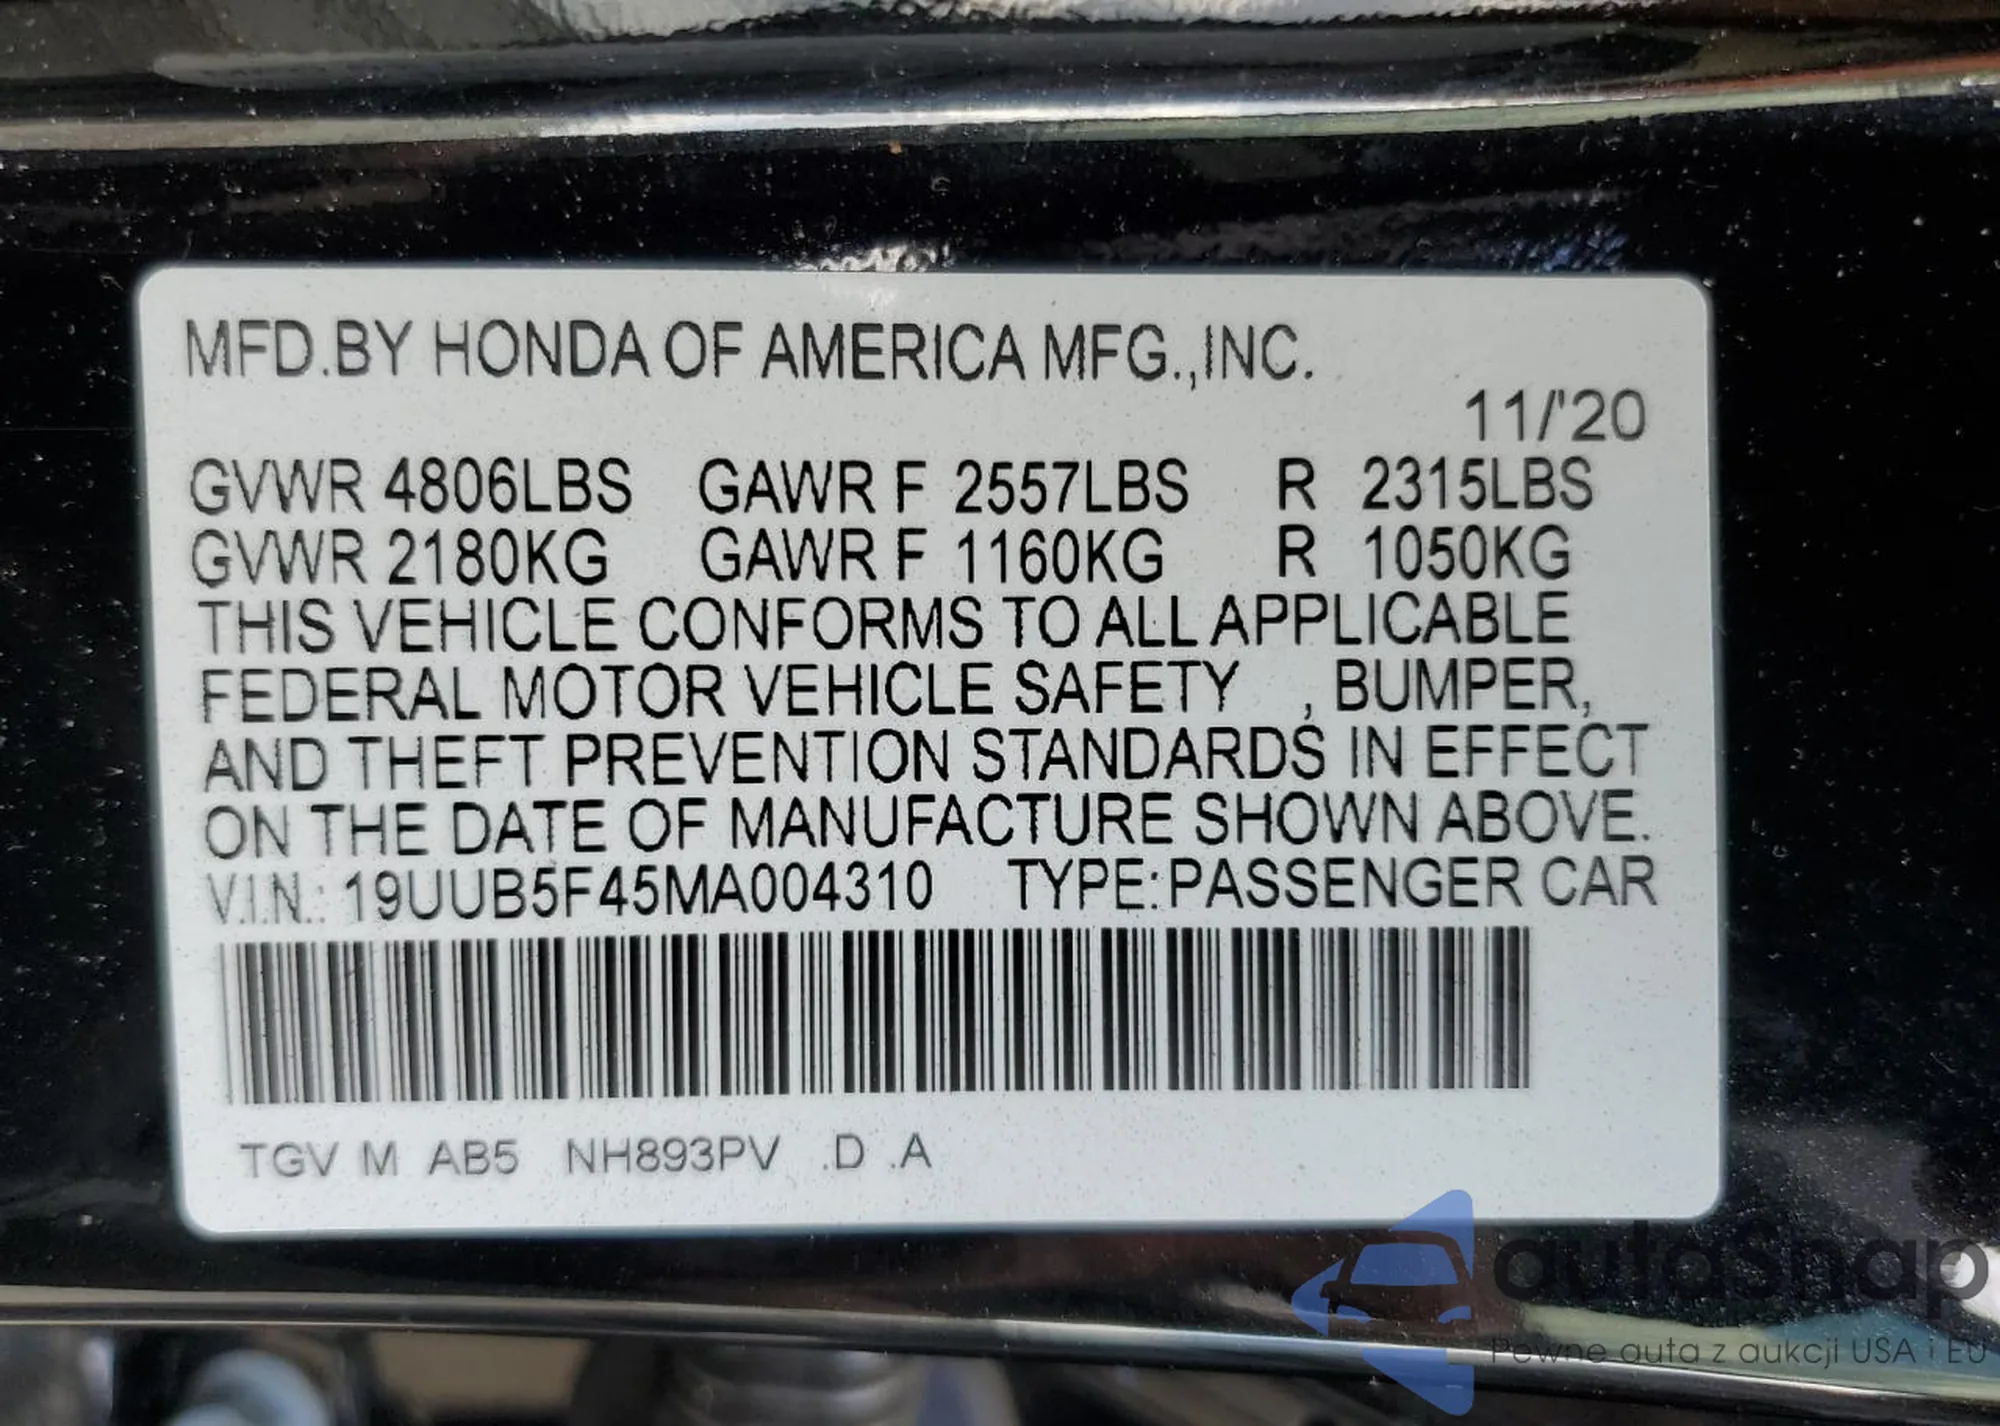 MFD.BY HONDA OF AMERICA MFG.,INC.
11/'20
GVWR 4806LBS GAWR F 2557LBS R 2315LBS
GVWR 2180KG GAWR F 1160KG R 1050KG
THIS VEHICLE CONFORMS TO ALL APPLICABLE
FEDERAL MOTOR VEHICLE SAFETY , BUMPER,
AND THEFT PREVENTION STANDARDS IN EFFECT
ON THE DATE OF MANUFACTURE SHOWN ABOVE.
V.I.N.: 19UUB5F45MA004310 TYPE:PASSENGER CAR
TGV M AB5 NH893PV .D .A
autasnap
Pewne auta z aukcji USA i EU